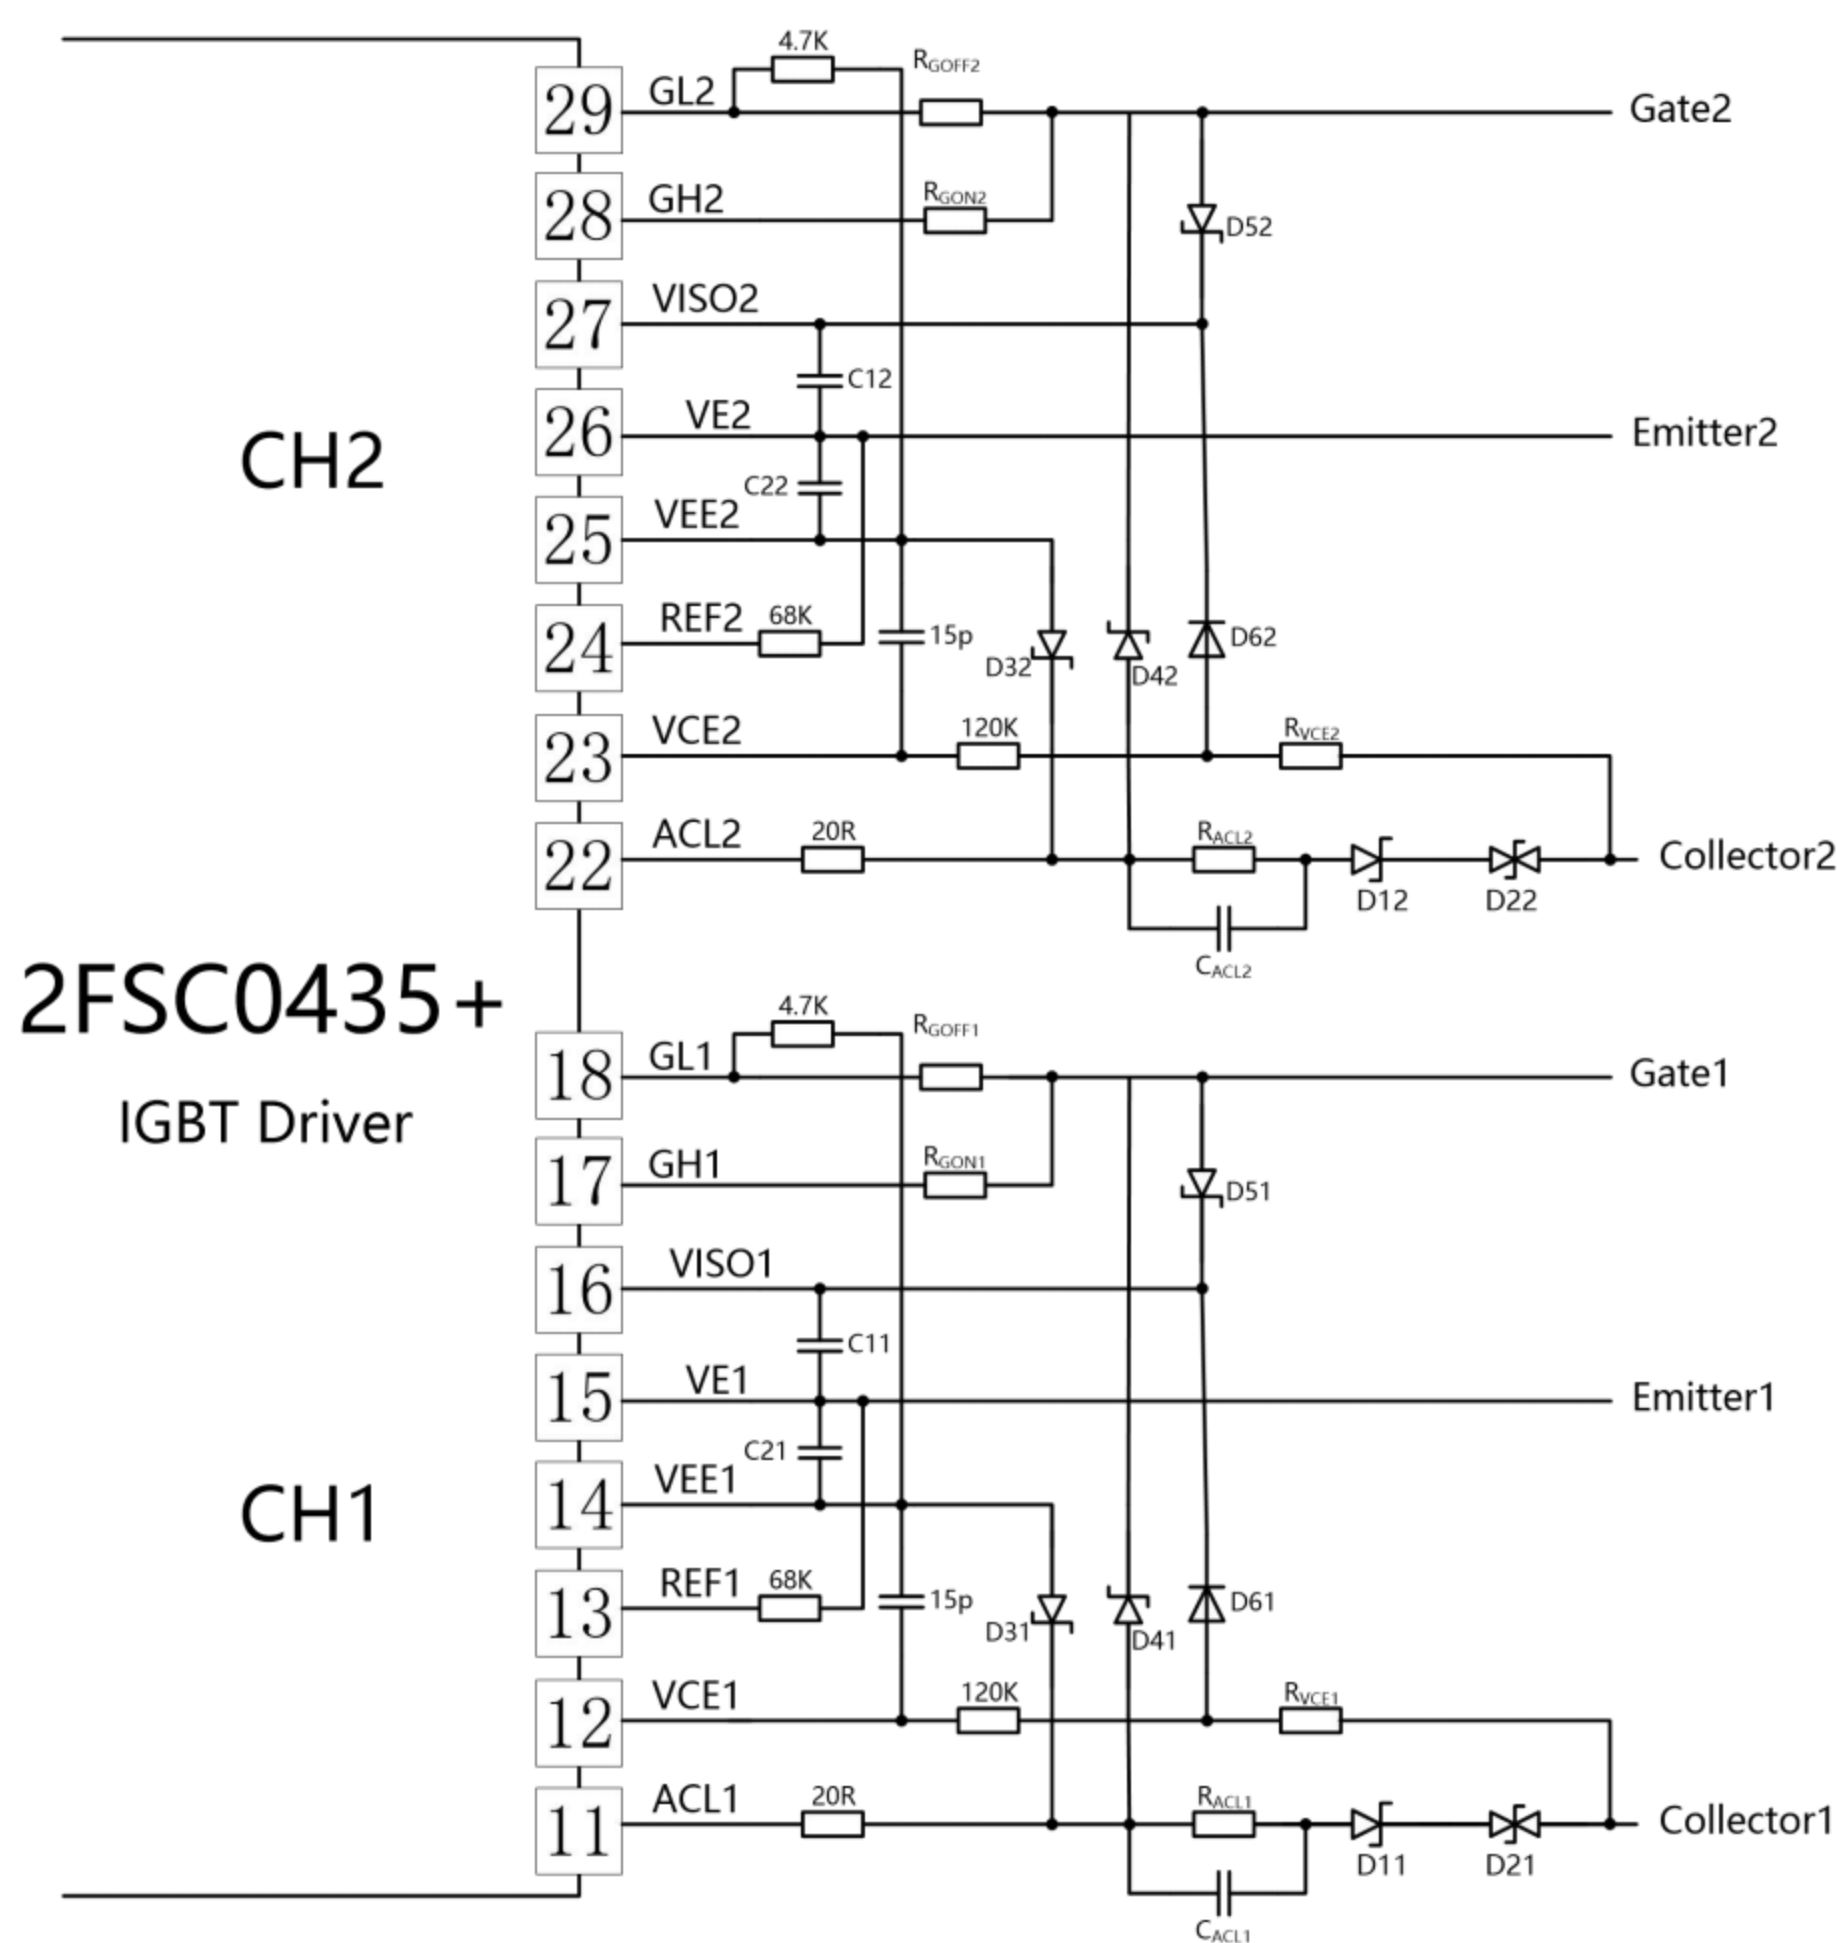 4.7K
RGOFF2
29
GL2
Gate2
RGON2
28
GH2
D52
VISO2
27
C12
VE2
26
Emitter2
CH2
C22
VEE2
25
REF2
68K
24
15p
D32
D42
D62
VCE2
120K
RVCE2
23
ACL2
20R
RACL2
22
Collector2
D12
D22
CACL2
2FSC0435+
IGBT Driver
4.7K
RGOFF1
18
GL1
Gate1
RGON1
17
GH1
D51
VISO1
16
C11
VE1
15
Emitter1
C21
VEE1
14
CH1
REF1
68K
13
15p
D31
D41
D61
VCE1
120K
RVCE1
12
ACL1
20R
RACL1
11
Collector1
D11
D21
CACL1